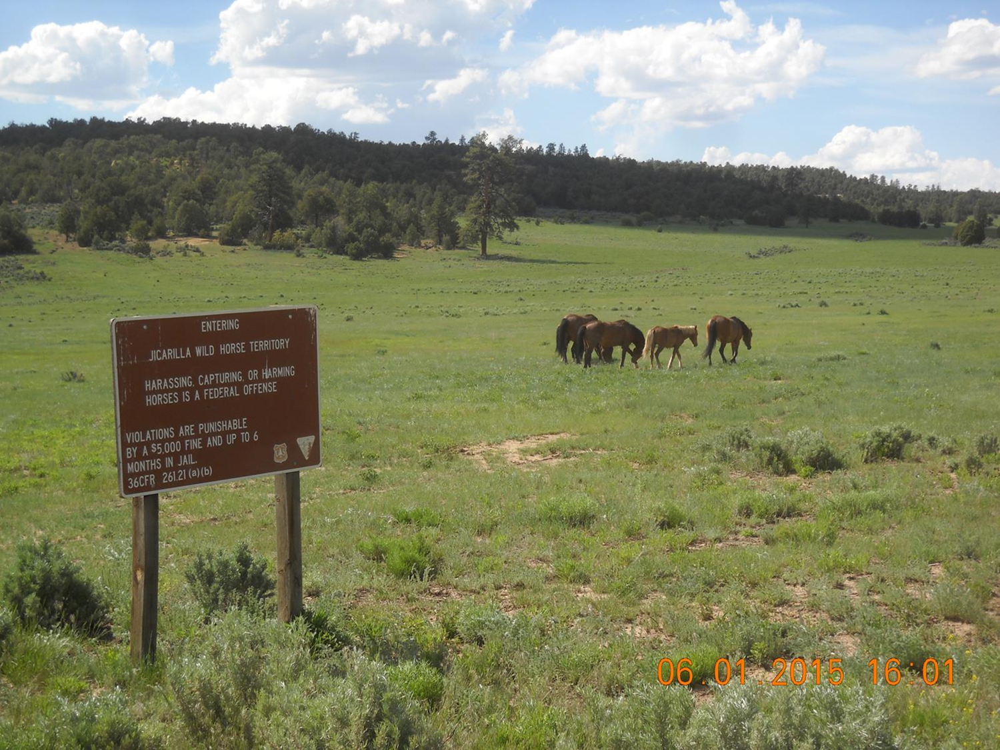 ENTERING
JICARILLA WILD HORSE TERRITORY
HARASSING, CAPTURING, OR HARMING
HORSES IS A FEDERAL OFFENSE
VIOLATIONS ARE PUNISHABLE
BY A $5,000 FINE AND UP TO 6
MONTHS IN JAIL.
36CFR 261.21 (a)(b)
06.01.2015 16:01